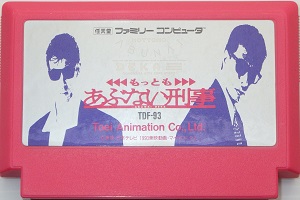 任天堂 ファミリーコンピュータ
もっとも
あぶない刑事
TDF-93
Toei Animation Co., Ltd.